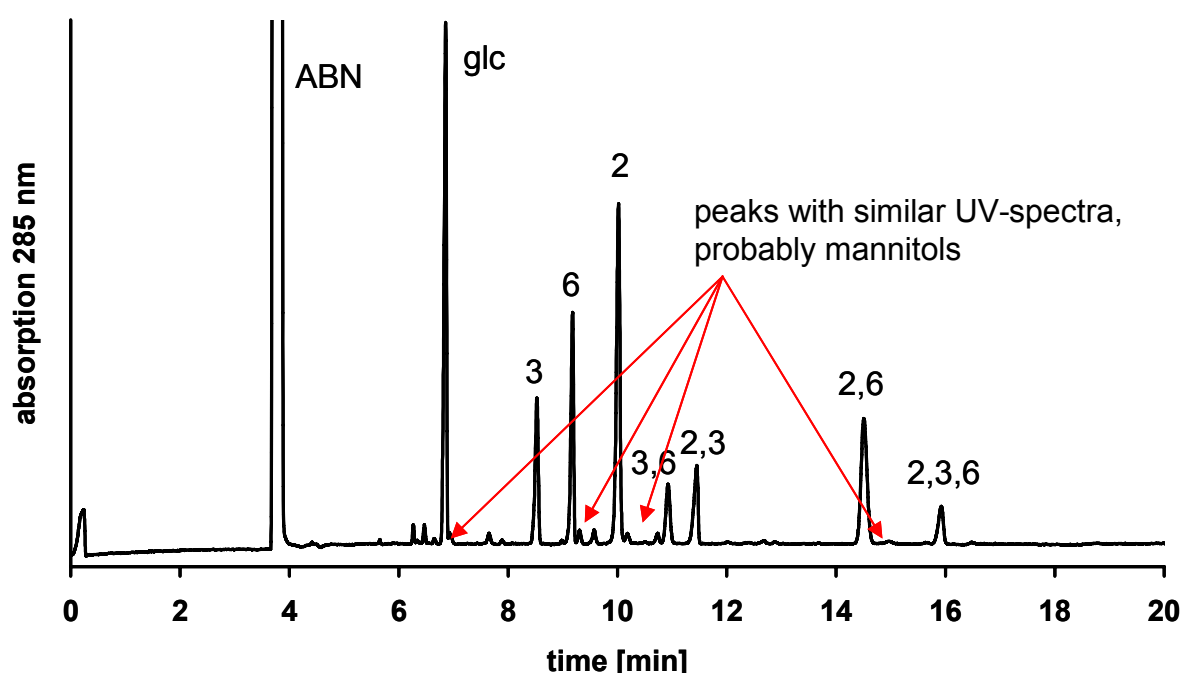 ABN
glc
2
peaks with similar UV-spectra,
probably mannitols
6
3
2,6
2,3
3,6
2,3,6
absorption 285 nm
0 2 4 6 8 10 12 14 16 18 20
time [min]